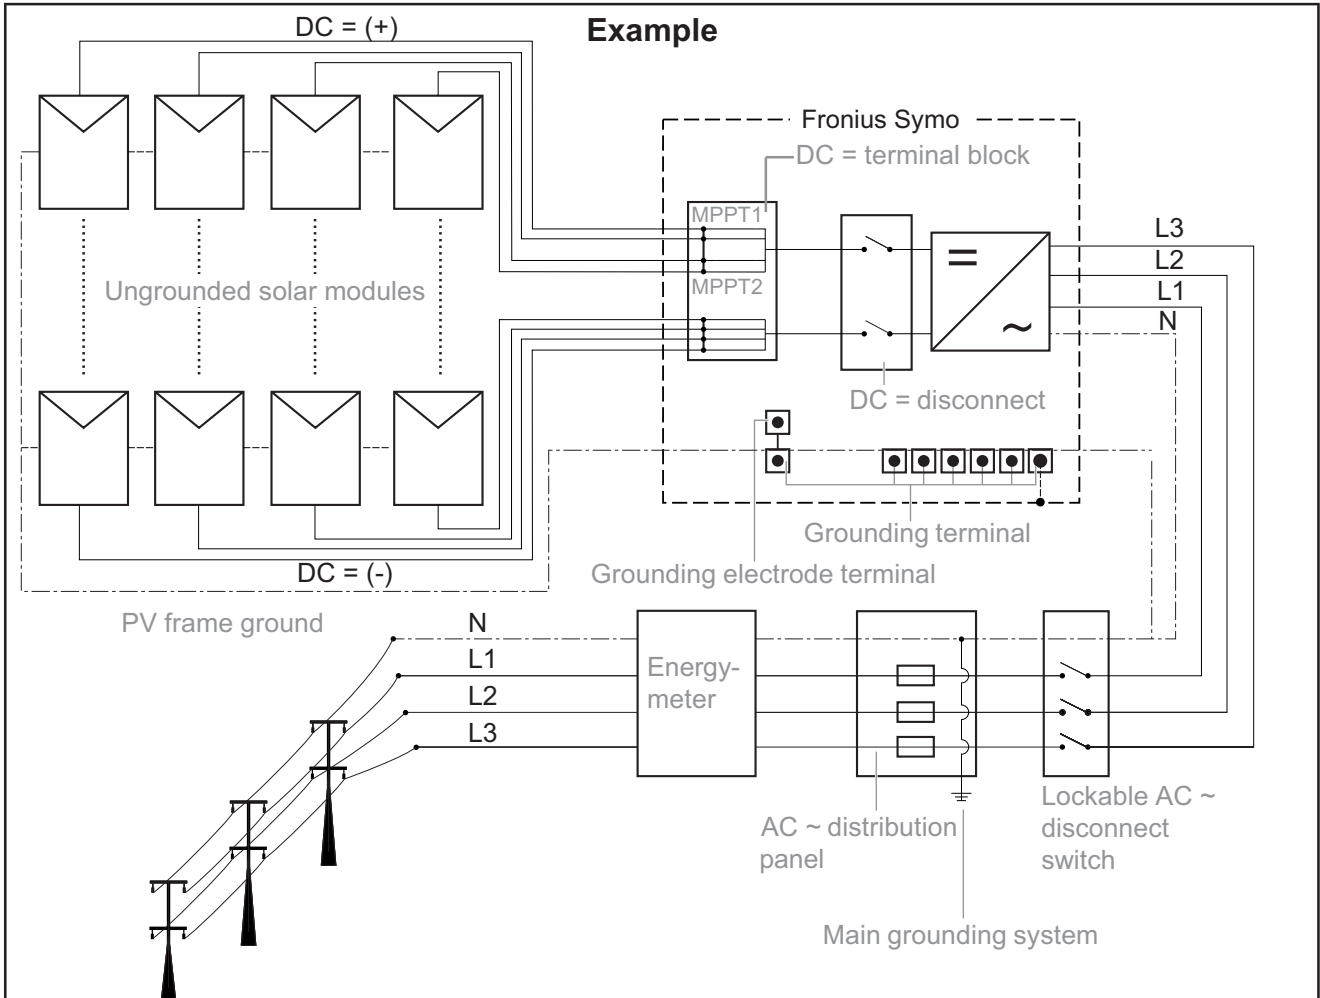 DC = (+)
Example
Fronius Symo
DC = terminal block
MPPT1
MPPT2
Ungrounded solar modules
L3
L2
L1
N
DC = disconnect
Grounding terminal
Grounding electrode terminal
DC = (-)
PV frame ground
N
L1
L2
L3
Energy-
meter
AC ~ distribution
panel
Lockable AC ~
disconnect
switch
Main grounding system